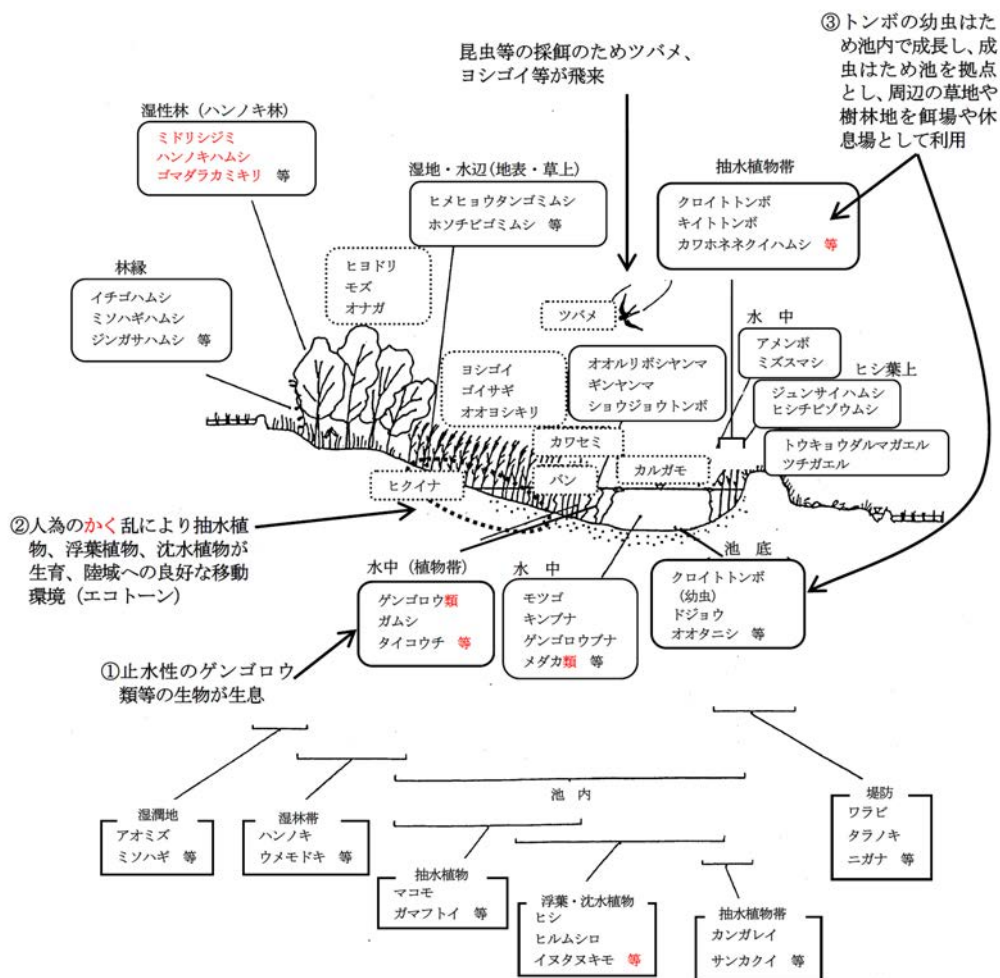 昆虫等の採餌のためツバメ、
ヨシゴイ等が飛来
③トンボの幼虫はた
め池内で成長し、成
虫はため池を拠点
とし、周辺の草地や
樹林地を餌場や休
息場として利用
湿性林（ハンノキ林）
ミドリシジミ
ハンノキハムシ
ゴマダラカミキリ 等
湿地・水辺（地表・草上）
ヒメヒョウタンゴミムシ
ホソチビゴミムシ 等
抽水植物帯
クロイトトンボ
キイトトンボ
カワホネネクイハムシ 等
林縁
イチゴハムシ
ミソハギハムシ
ジンガサハムシ 等
ヒヨドリ
モズ
オナガ
ツバメ
水 中
アメンボ
ミズスマシ
ヨシゴイ
ゴイサギ
オオヨシキリ
オオルリボシヤンマ
ギンヤンマ
ショウジョウトンボ
ヒシ葉上
ジュンサイハムシ
ヒシチビゾウムシ
カワセミ
トウキョウダルマガエル
ツチガエル
ヒクイナ
バン
カルガモ
②人為のかく乱により抽水植
物、浮葉植物、沈水植物が
生育、陸域への良好な移動
環境（エコトーン）
水中（植物帯）
ゲンゴロウ類
ガムシ
タイコウチ 等
水 中
モツゴ
キンブナ
ゲンゴロウブナ
メダカ類 等
池 底
クロイトトンボ
（幼虫）
ドジョウ
オオタニシ 等
①止水性のゲンゴロウ
類等の生物が生息
池 内
湿潤地
アオミズ
ミソハギ 等
湿林帯
ハンノキ
ウメモドキ 等
抽水植物
マコモ
ガマフトイ 等
浮葉・沈水植物
ヒシ
ヒルムシロ
イヌタヌキモ 等
抽水植物帯
カンガレイ
サンカクイ 等
堤防
ワラビ
タラノキ
ニガナ 等